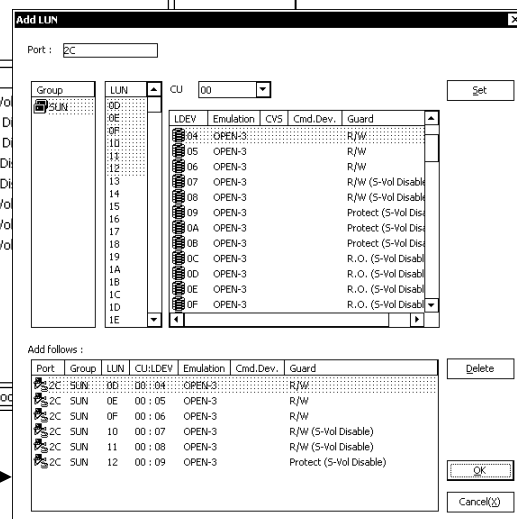 Add LUN
Port : 2C
Group
SUN
LUN
0D
0E
0F
10
11
12
13
14
15
16
17
18
19
1A
1B
1C
1D
1E
CU 00
LDEV Emulation CVS Cmd.Dev. Guard
04 OPEN-3 R/W
05 OPEN-3 R/W
06 OPEN-3 R/W
07 OPEN-3 R/W (S-Vol Disable
08 OPEN-3 R/W (S-Vol Disable
09 OPEN-3 Protect (S-Vol Disa
0A OPEN-3 Protect (S-Vol Disa
0B OPEN-3 Protect (S-Vol Disa
0C OPEN-3 R.O. (S-Vol Disabl
0D OPEN-3 R.O. (S-Vol Disabl
0E OPEN-3 R.O. (S-Vol Disabl
0F OPEN-3 R.O. (S-Vol Disabl
Set
Add follows :
Port Group LUN CU:LDEV Emulation Cmd.Dev. Guard
2C SUN 0D 00 : 04 OPEN-3 R/W
2C SUN 0E 00 : 05 OPEN-3 R/W
2C SUN 0F 00 : 06 OPEN-3 R/W
2C SUN 10 00 : 07 OPEN-3 R/W (S-Vol Disable)
2C SUN 11 00 : 08 OPEN-3 R/W (S-Vol Disable)
2C SUN 12 00 : 09 OPEN-3 Protect (S-Vol Disable)
Delete
OK
Cancel(X)